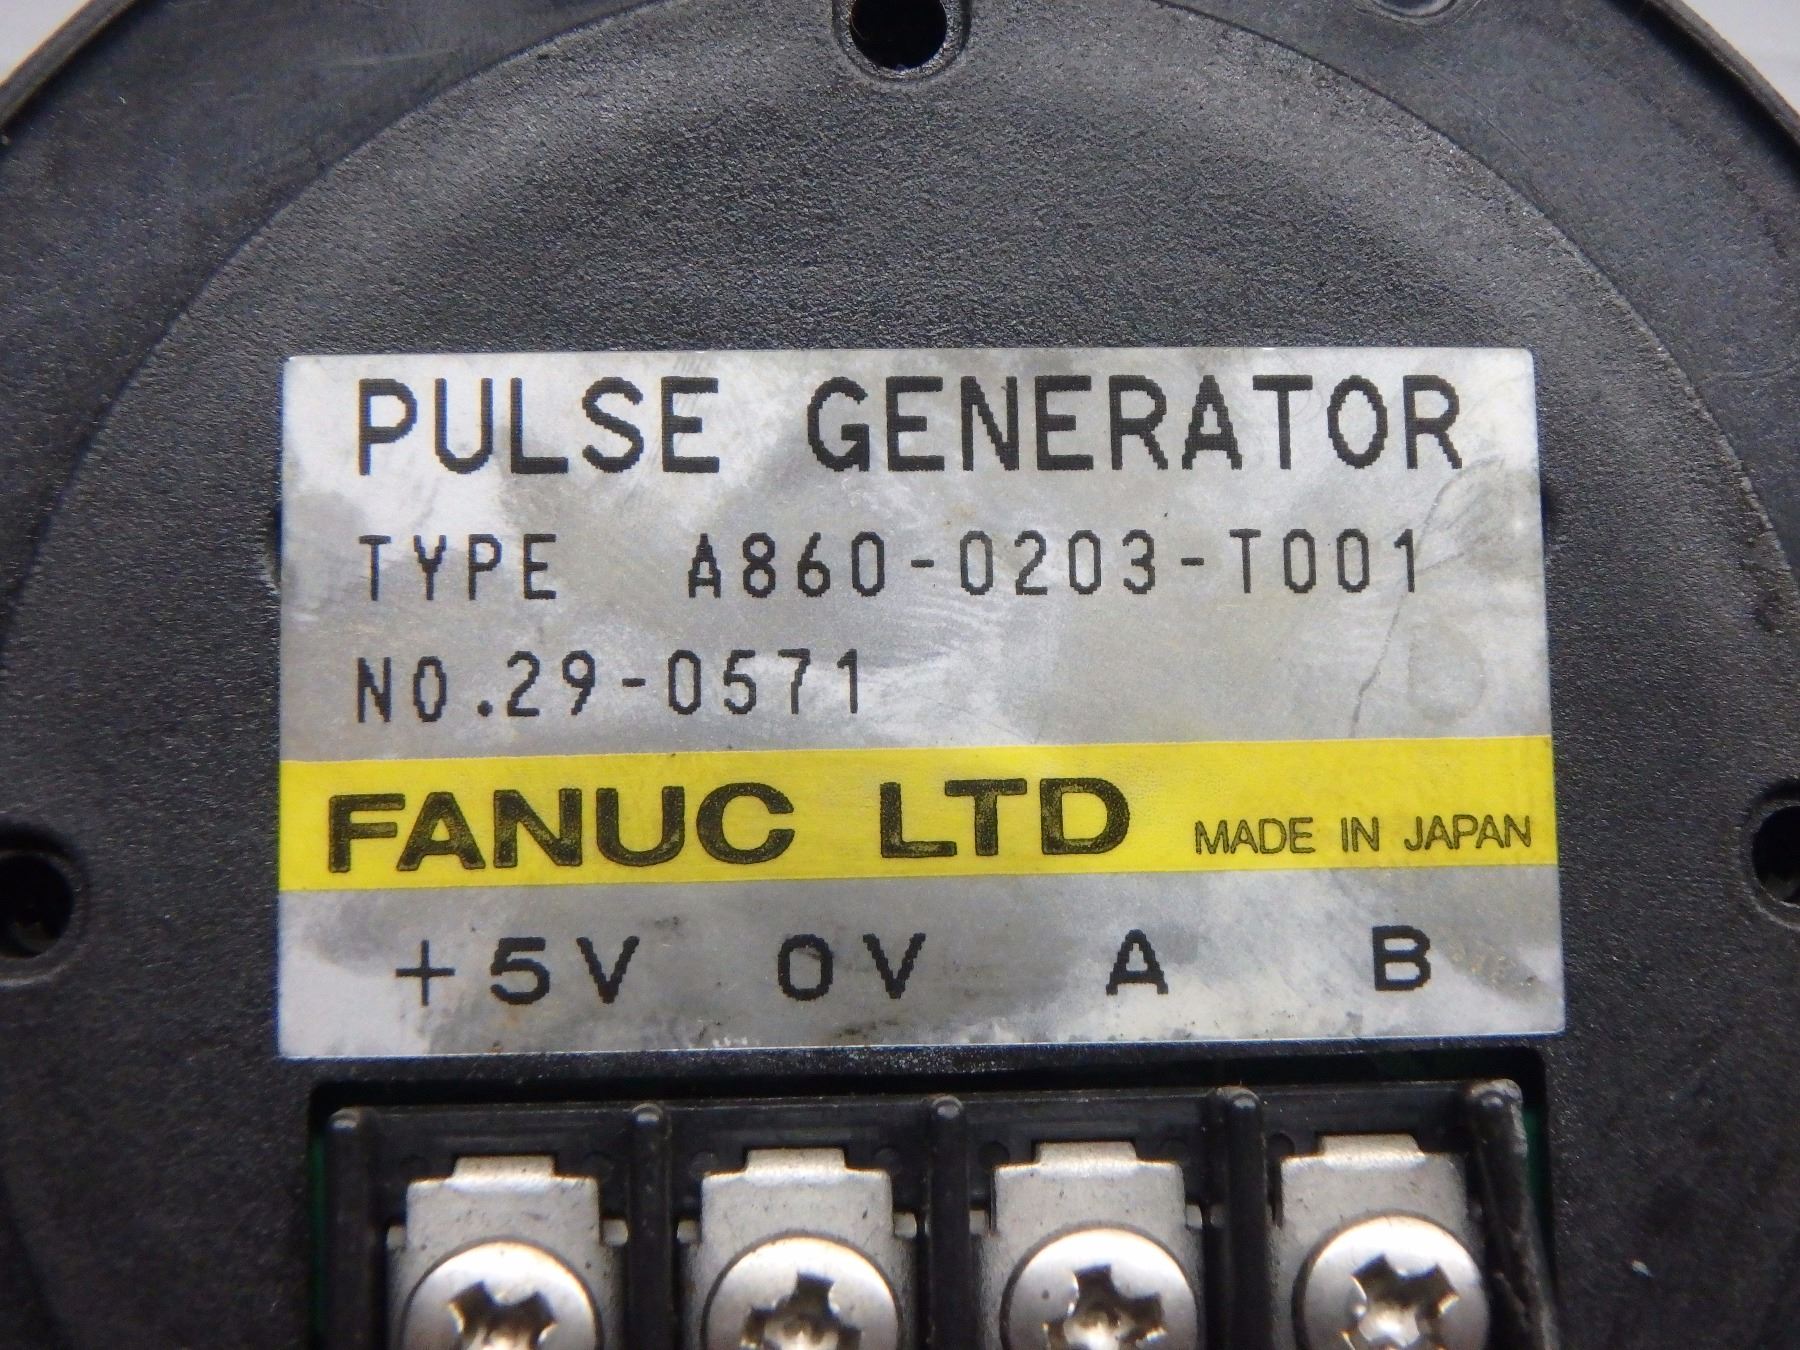 PULSE GENERATOR
TYPE A860-0203-T001
NO.29-0571
FANUC LTD MADE IN JAPAN
+5V 0V A B